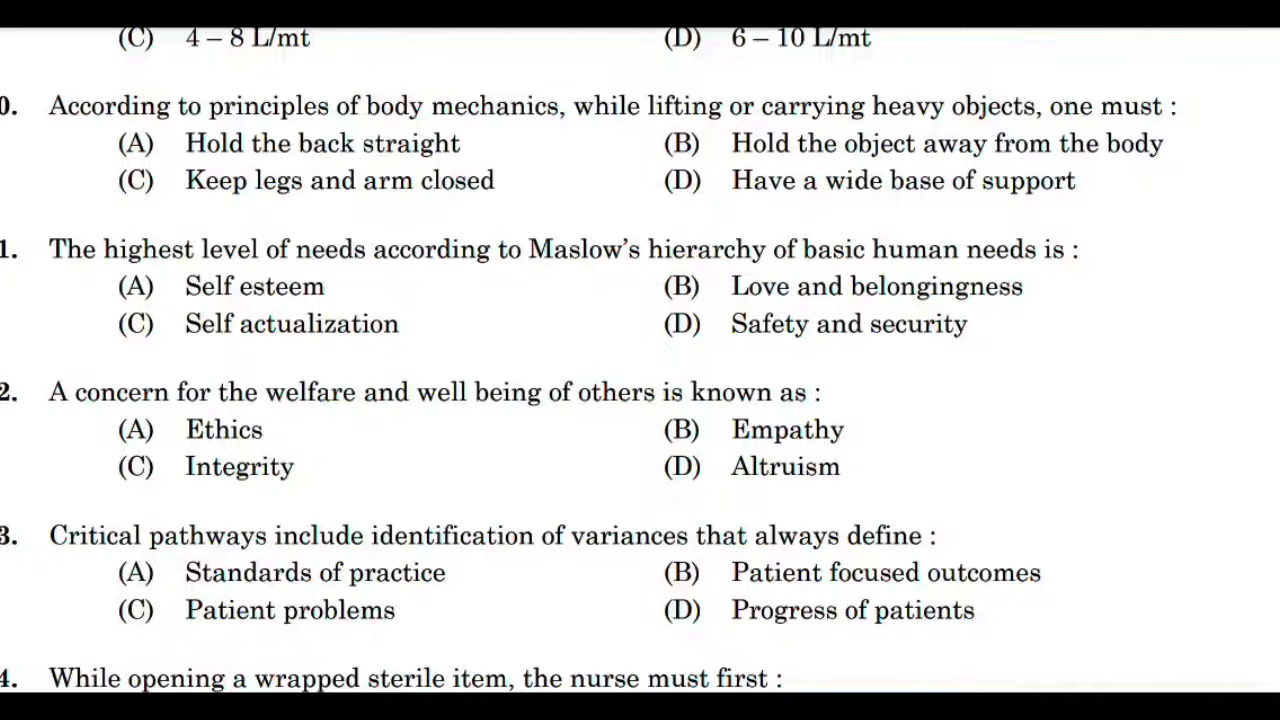 (C) 4 – 8 L/mt (D) 6 – 10 L/mt
0. According to principles of body mechanics, while lifting or carrying heavy objects, one must :
(A) Hold the back straight (B) Hold the object away from the body
(C) Keep legs and arm closed (D) Have a wide base of support
1. The highest level of needs according to Maslow's hierarchy of basic human needs is :
(A) Self esteem (B) Love and belongingness
(C) Self actualization (D) Safety and security
2. A concern for the welfare and well being of others is known as :
(A) Ethics (B) Empathy
(C) Integrity (D) Altruism
3. Critical pathways include identification of variances that always define :
(A) Standards of practice (B) Patient focused outcomes
(C) Patient problems (D) Progress of patients
4. While opening a wrapped sterile item, the nurse must first :